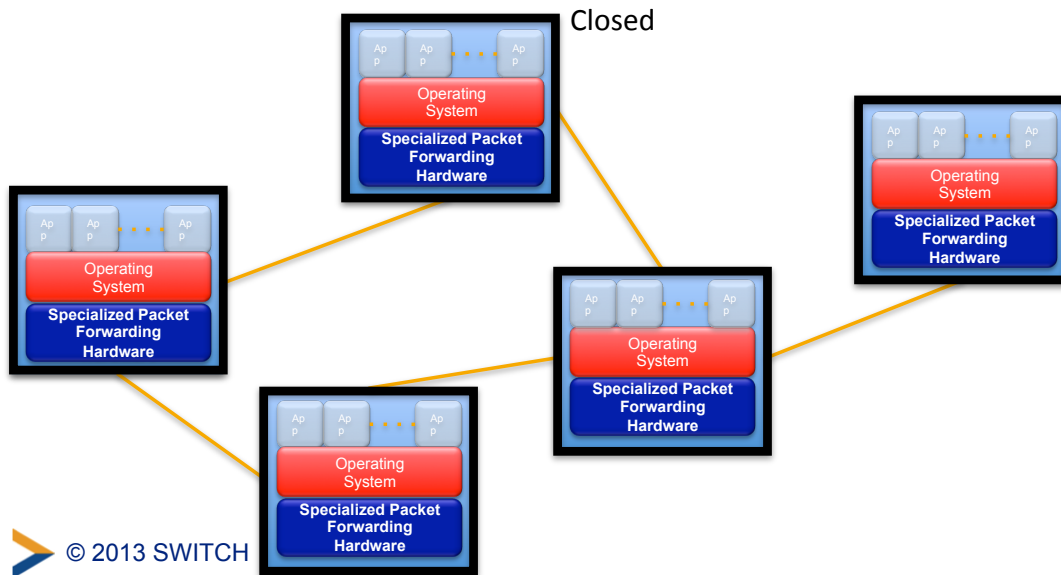 Closed
Ap Ap Ap
p p p
Operating
System
Specialized Packet
Forwarding
Hardware
Ap Ap Ap
p p p
Operating
System
Specialized Packet
Forwarding
Hardware
Ap Ap Ap
p p p
Operating
System
Specialized Packet
Forwarding
Hardware
Ap Ap Ap
p p p
Operating
System
Specialized Packet
Forwarding
Hardware
Ap Ap Ap
p p p
Operating
System
Specialized Packet
Forwarding
Hardware
© 2013 SWITCH